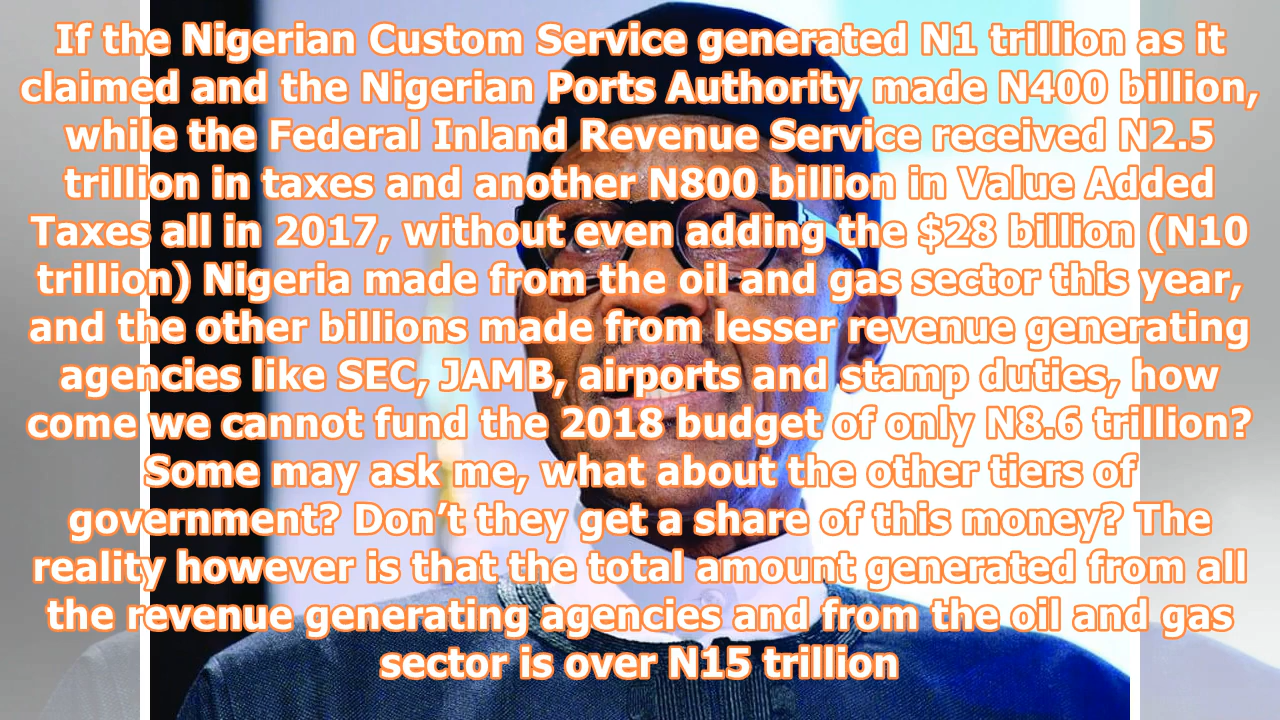 If the Nigerian Custom Service generated N1 trillion as it
claimed and the Nigerian Ports Authority made N400 billion,
while the Federal Inland Revenue Service received N2.5
trillion in taxes and another N800 billion in Value Added
Taxes all in 2017, without even adding the $28 billion (N10
trillion) Nigeria made from the oil and gas sector this year,
and the other billions made from lesser revenue generating
agencies like SEC, JAMB, airports and stamp duties, how
come we cannot fund the 2018 budget of only N8.6 trillion?
Some may ask me, what about the other tiers of
government? Don’t they get a share of this money? The
reality however is that the total amount generated from all
the revenue generating agencies and from the oil and gas
sector is over N15 trillion